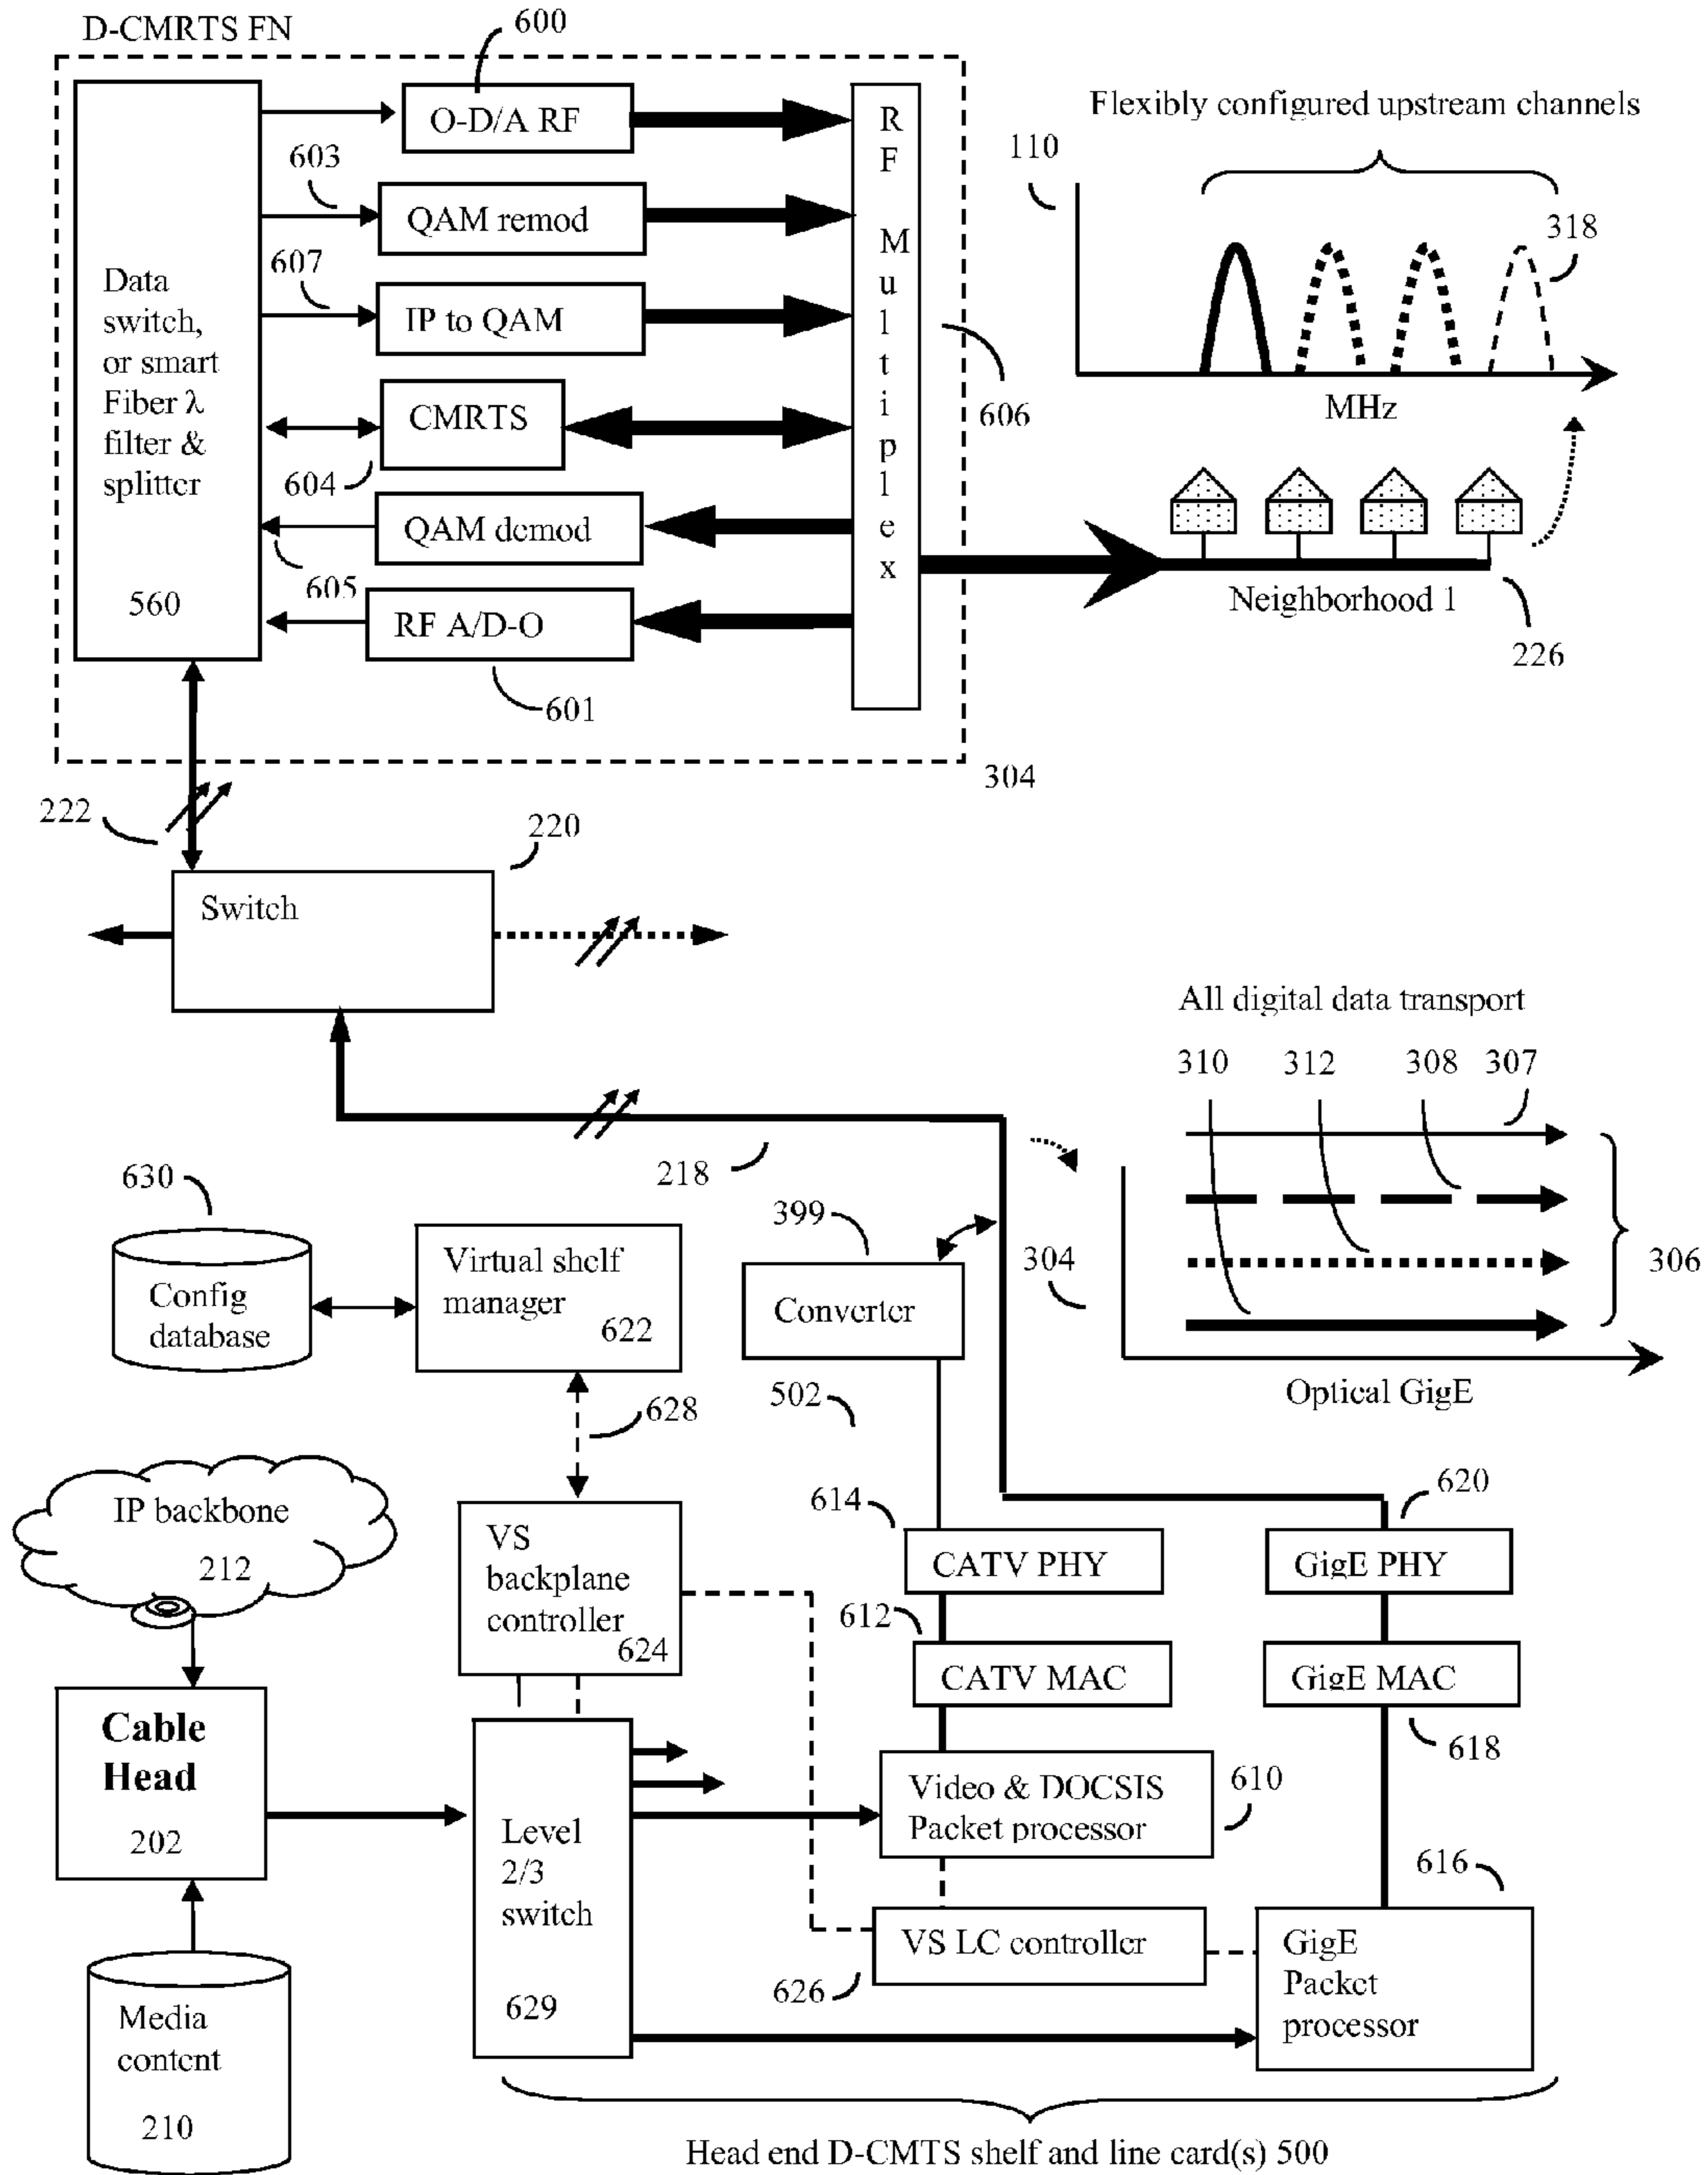 D-CMRTS FN
600
O-D/A RF
603
QAM remod
607
IP to QAM
CMRTS
604
QAM demod
605
RF A/D-O
601
Data
switch,
or smart
Fiber λ
filter &
splitter
560
RF Multiplex
606
304
Flexibly configured upstream channels
110
318
MHz
Neighborhood 1
226
222
220
Switch
All digital data transport
310
312
308
307
306
304
Optical GigE
218
630
Config
database
Virtual shelf
manager
622
628
399
Converter
502
IP backbone
212
VS
backplane
controller
624
614
CATV PHY
620
GigE PHY
612
CATV MAC
GigE MAC
618
Cable
Head
202
Level
2/3
switch
629
Video & DOCSIS
Packet processor
610
616
VS LC controller
626
GigE
Packet
processor
Media
content
210
Head end D-CMTS shelf and line card(s) 500